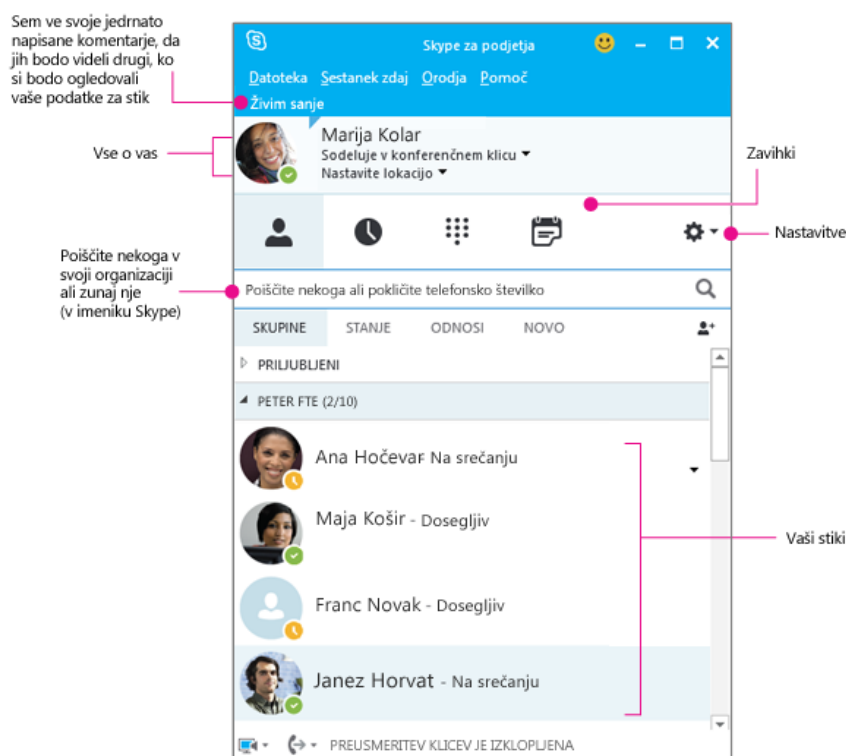 Sem ve svoje jedrnato
napisane komentarje, da
jih bodo videli drugi, ko
si bodo ogledovali
vaše podatke za stik
Skype za podjetja
Datoteka Sestanek zdaj Orodja Pomoč
Živim sanje
Vse o vas
Marija Kolar
Sodeluje v konferenčnem klicu
Nastavite lokacijo
Zavihki
Nastavitve
Poiščite nekoga v
svoji organizaciji
ali zunaj nje
(v imeniku Skype)
Poiščite nekoga ali pokličite telefonsko številko
SKUPINE STANJE ODNOSI NOVO
PRILJUBLJENI
PETER FTE (2/10)
Ana Hočevar Na srečanju
Maja Košir - Dosegljiv
Vaši stiki
Franc Novak - Dosegljiv
Janez Horvat - Na srečanju
PREUSMERITEV KLICEV JE IZKLOPLJENA